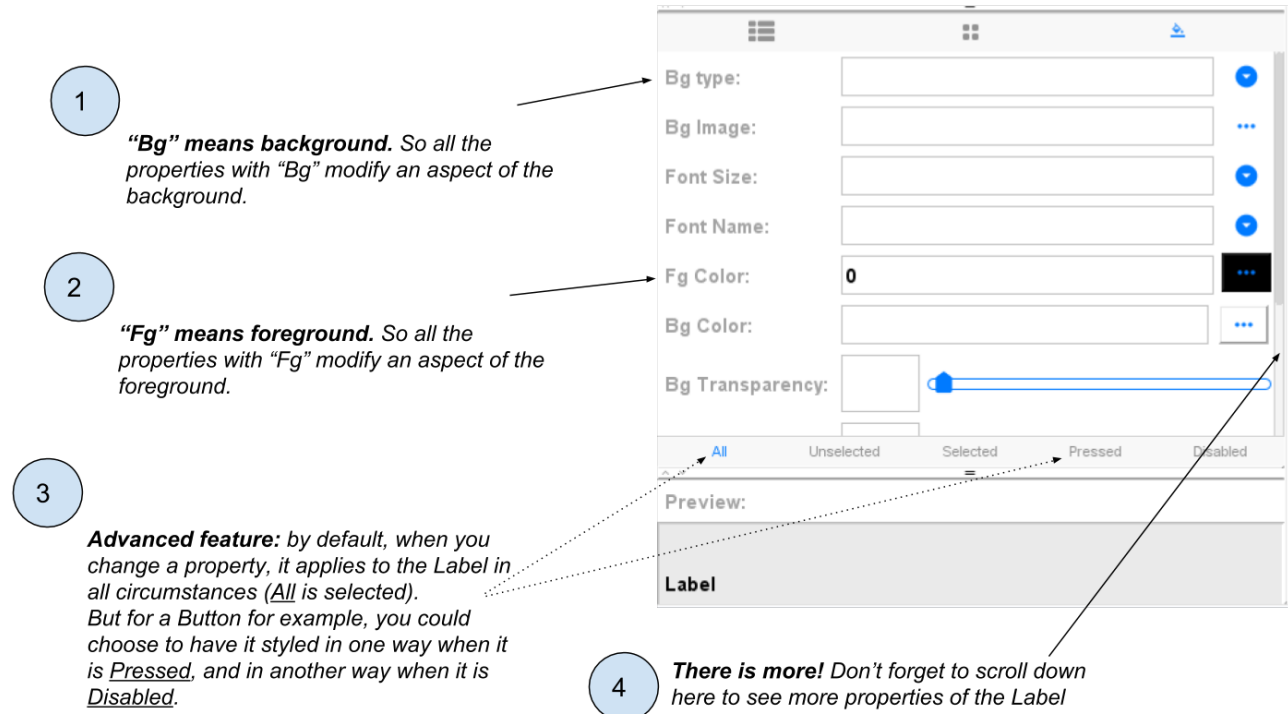 1
“Bg” means background. So all the
properties with “Bg” modify an aspect of the
background.
2
“Fg” means foreground. So all the
properties with “Fg” modify an aspect of the
foreground.
3
Advanced feature: by default, when you
change a property, it applies to the Label in
all circumstances (All is selected).
But for a Button for example, you could
choose to have it styled in one way when it
is Pressed, and in another way when it is
Disabled.
Bg type:
Bg Image:
Font Size:
Font Name:
Fg Color: 0
Bg Color:
Bg Transparency:
All Unselected Selected Pressed Disabled
Preview:
Label
4
There is more! Don’t forget to scroll down
here to see more properties of the Label